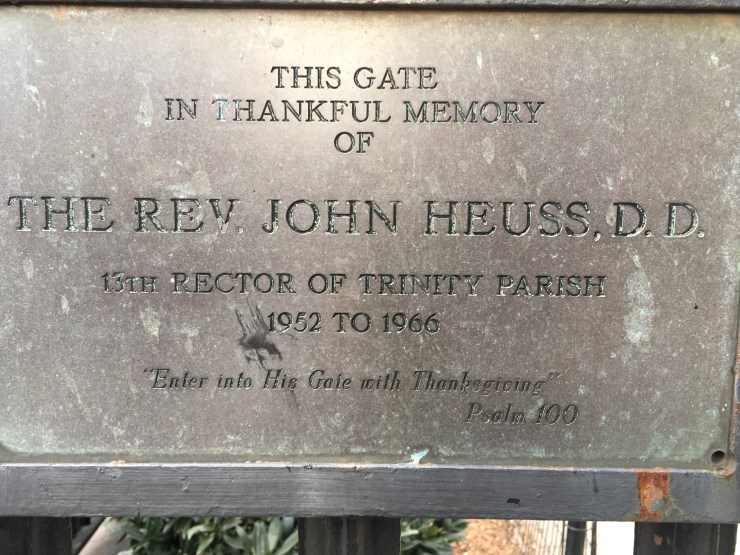 THIS GATE
IN THANKFUL MEMORY
OF
THE REV. JOHN HEUSS, D. D.
13TH RECTOR OF TRINITY PARISH
1952 TO 1966
"Enter into His Gate with Thanksgiving"
Psalm 100